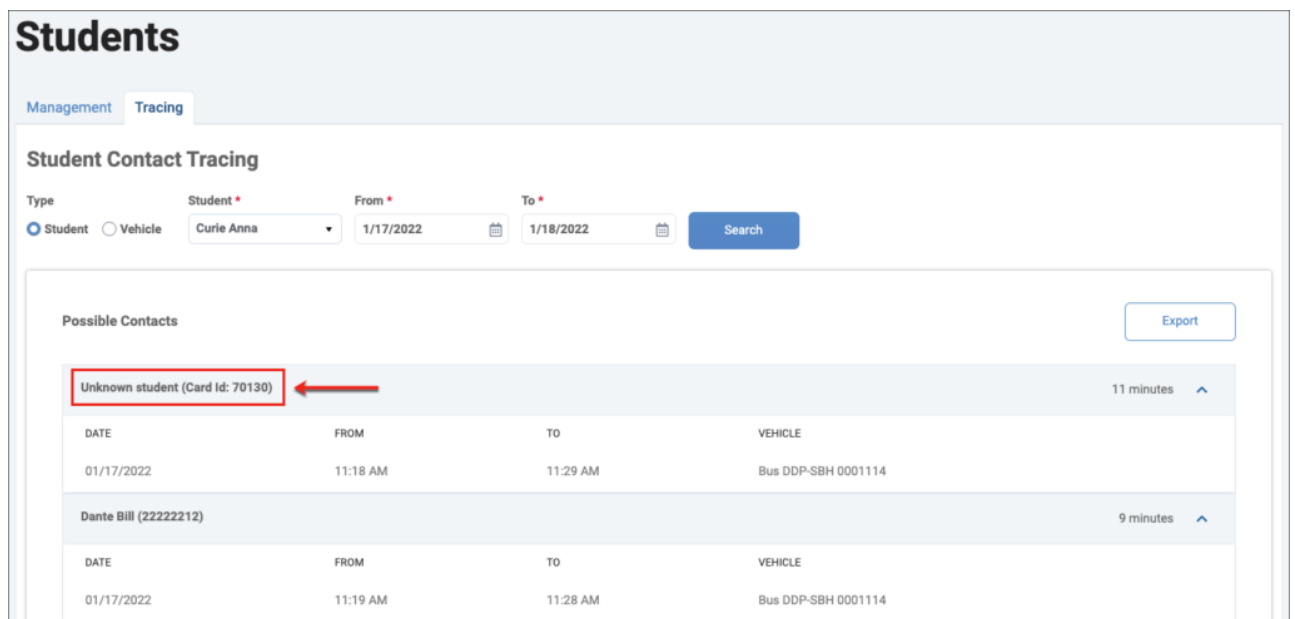 Students
Management Tracing
Student Contact Tracing
Type Student * From * To *
Student Vehicle Curie Anna 1/17/2022 1/18/2022 Search
Possible Contacts Export
Unknown student (Card Id: 70130) 11 minutes
DATE FROM TO VEHICLE
01/17/2022 11:18 AM 11:29 AM Bus DDP-SBH 0001114
Dante Bill (22222212) 9 minutes
DATE FROM TO VEHICLE
01/17/2022 11:19 AM 11:28 AM Bus DDP-SBH 0001114